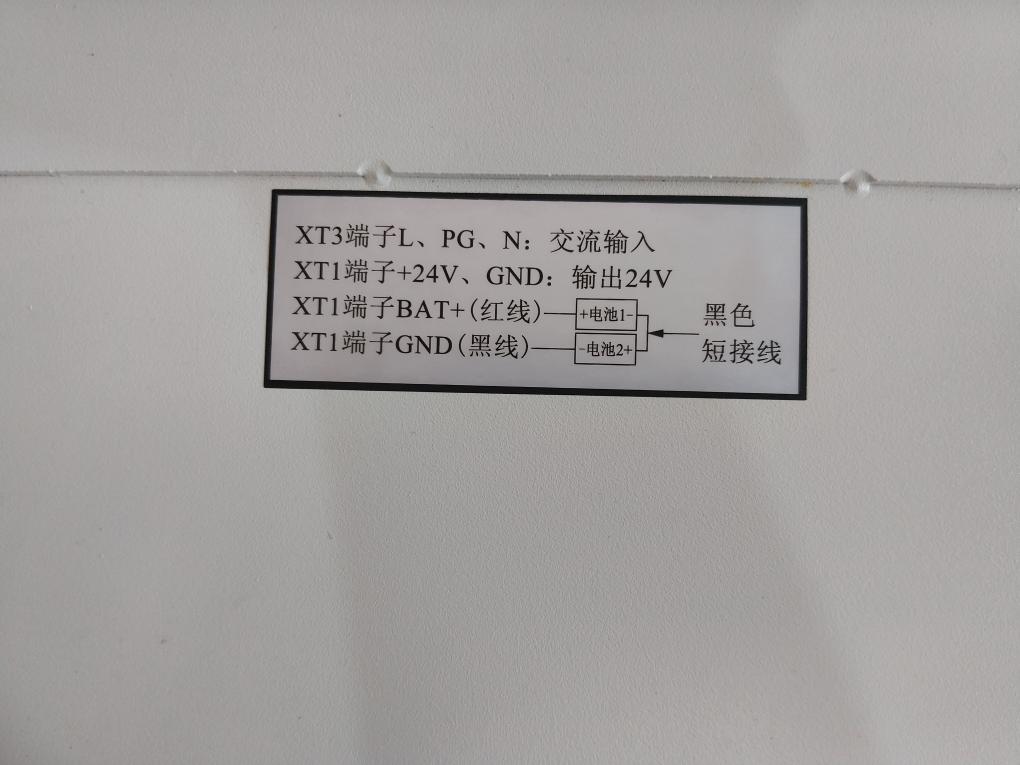 XT3端子L、PG、N：交流输入
XT1端子+24V、GND：输出24V
XT1端子BAT+(红线) +电池1-
XT1端子GND(黑线) -电池2+
黑色
短接线